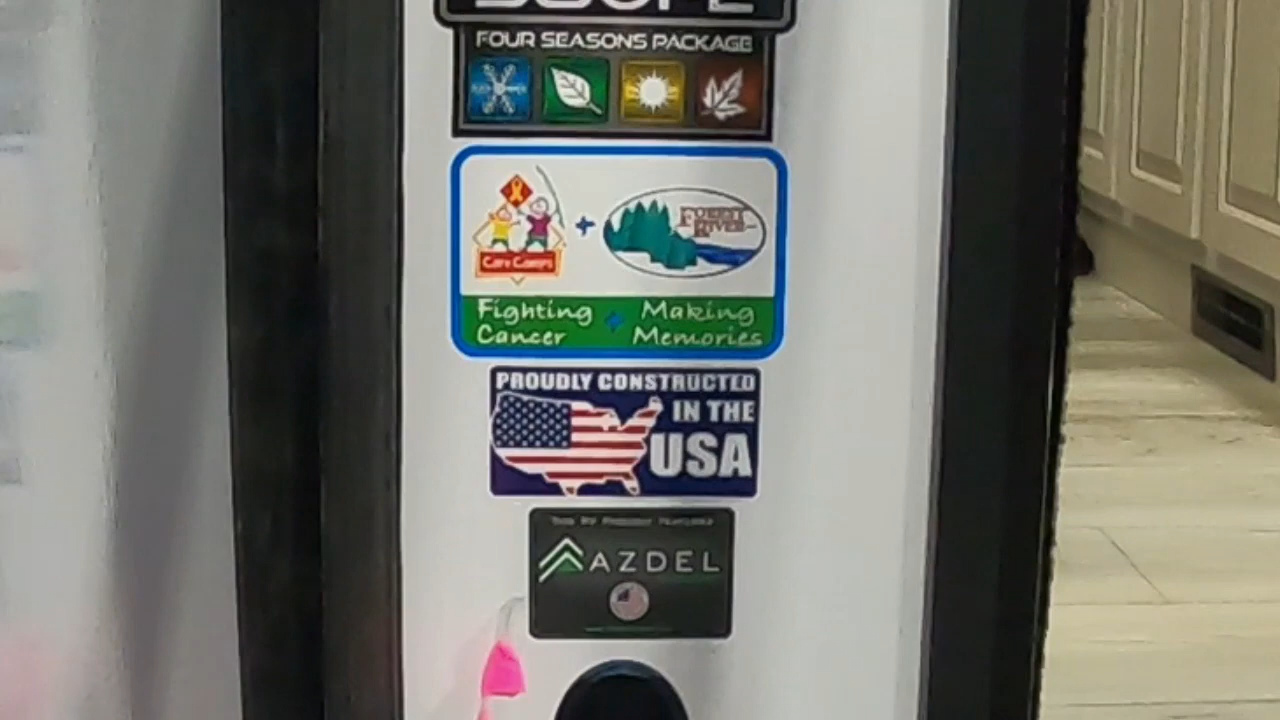 FOUR SEASONS PACKAGE
Care Camps
FOREST
RIVER
Fighting Cancer
Making Memories
PROUDLY CONSTRUCTED
IN THE
USA
AZDEL